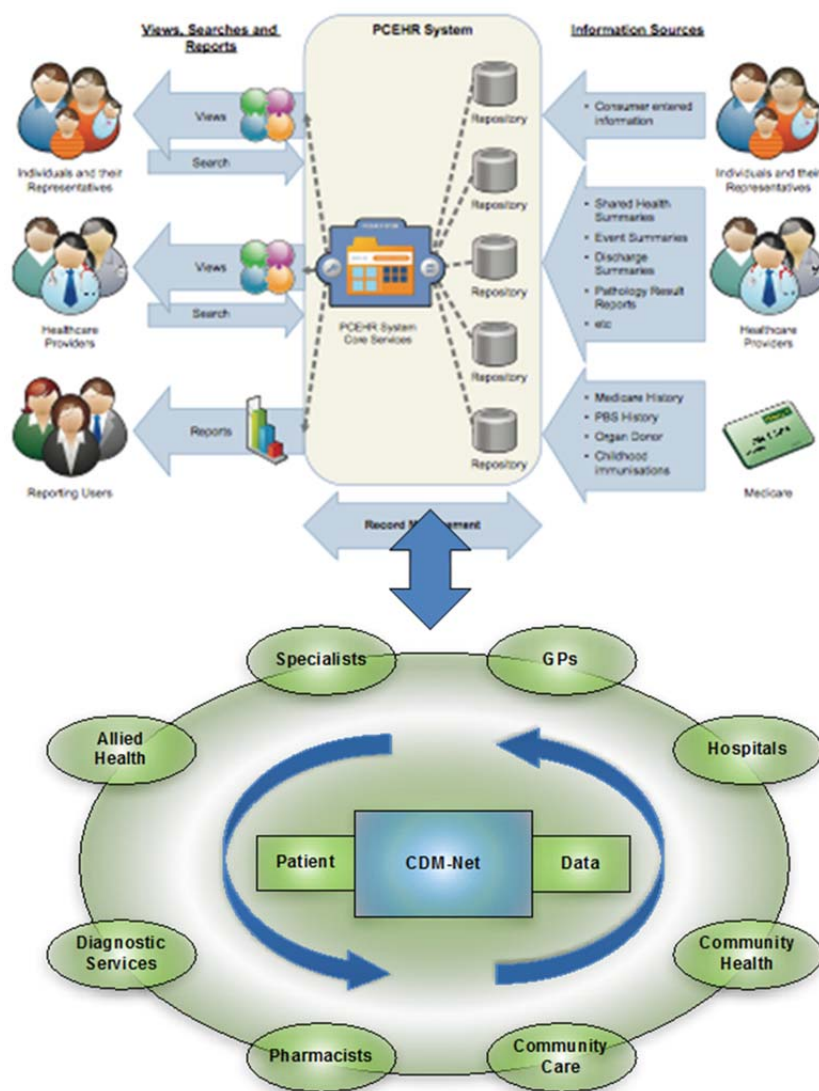 Views, Searches and
Reports
PCEHR System
Information Sources
Views
Search
Individuals and their
Representatives
Repository
Consumer entered
information
Individuals and their
Representatives
Repository
Views
Search
Healthcare
Providers
PCEHR System
Core Services
Repository
Shared Health
Summaries
Event Summaries
Discharge
Summaries
Pathology Result
Reports
etc
Healthcare
Providers
Repository
Reports
Reporting Users
Repository
Medicare History
PBS History
Organ Donor
Childhood
immunisations
Medicare
Record
Specialists
GPs
Allied
Health
Hospitals
Patient
CDM-Net
Data
Diagnostic
Services
Community
Health
Pharmacists
Community
Care